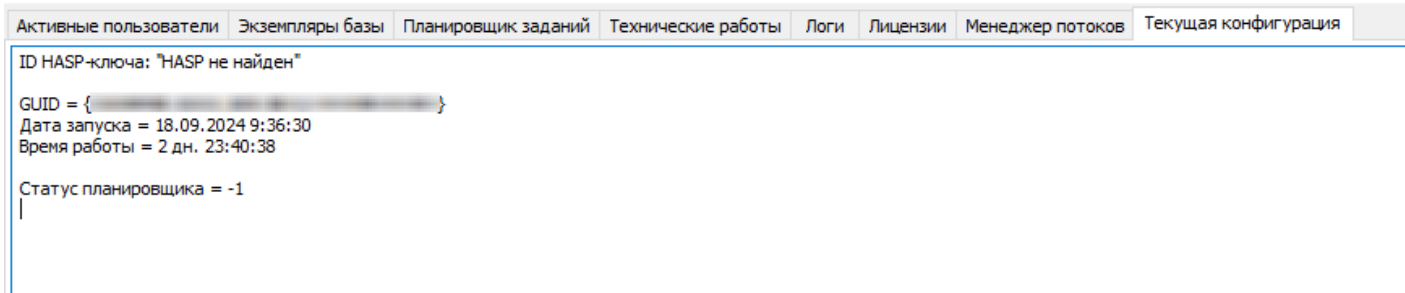 Активные пользователи Экземпляры базы Планировщик заданий Технические работы Логи Лицензии Менеджер потоков Текущая конфигурация
ID HASP-ключа: "HASP не найден"
GUID = { }
Дата запуска = 18.09.2024 9:36:30
Время работы = 2 дн. 23:40:38
Статус планировщика = -1